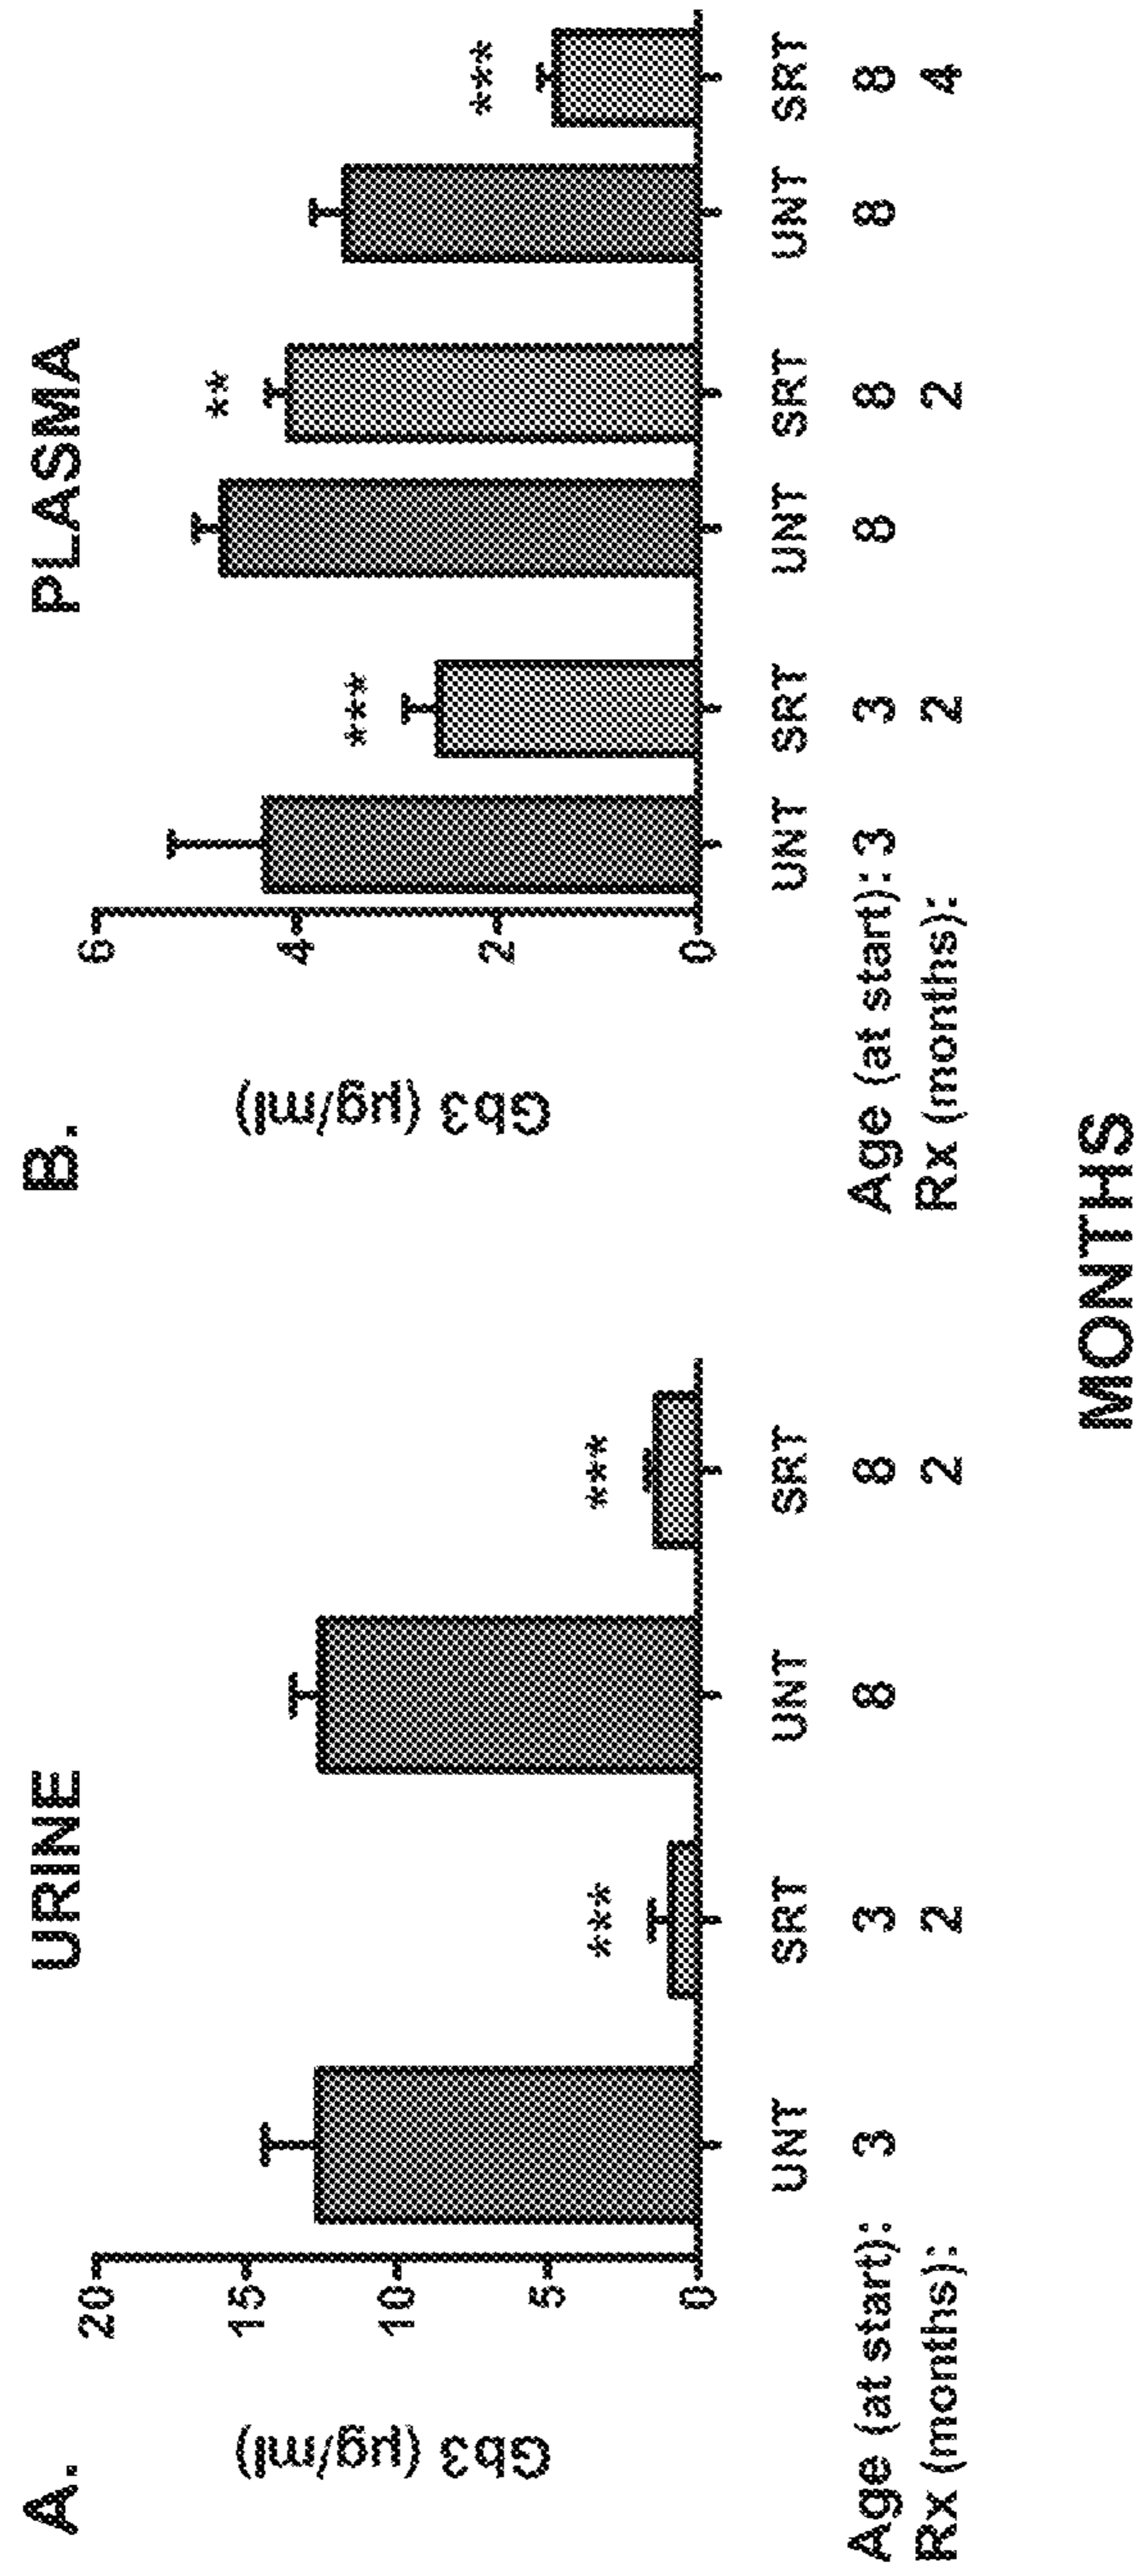 A.
URINE
Gb3 (µg/ml)
20
15
10
5
0
***
***
UNT SRT UNT SRT
Age (at start): 3 3 8 8
Rx (months): 2 2
B.
PLASMA
Gb3 (µg/ml)
6
4
2
0
***
**
***
UNT SRT UNT SRT UNT SRT
Age (at start): 3 3 8 8 8 8
Rx (months): 2 2 4
MONTHS